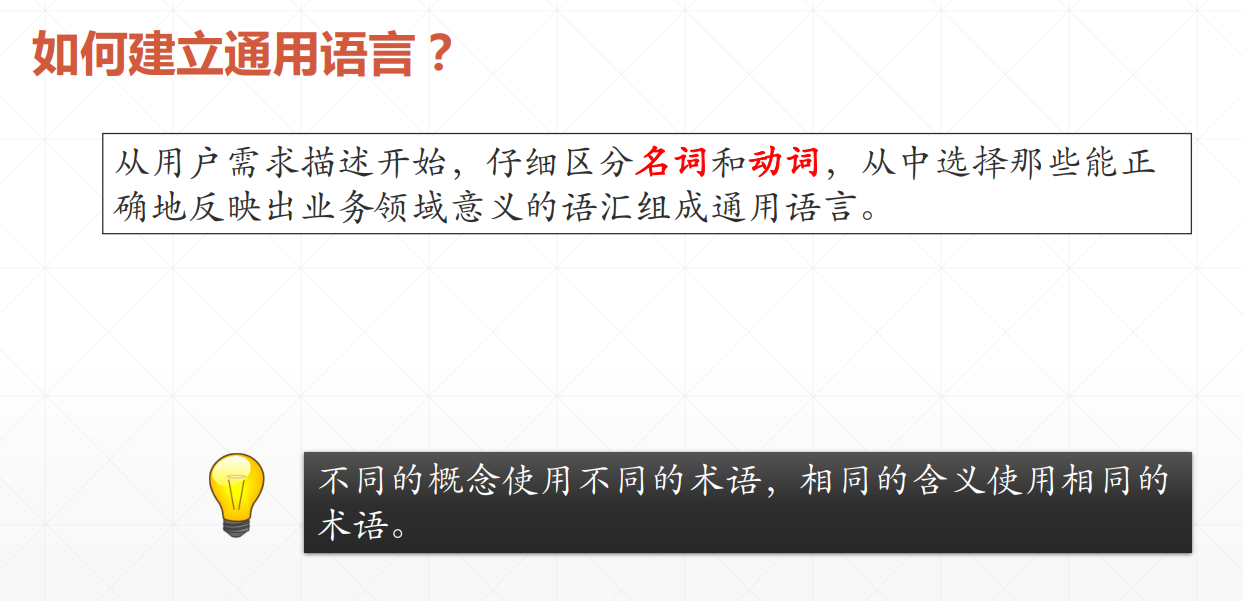 如何建立通用语言？
从用户需求描述开始，仔细区分名词和动词，从中选择那些能正
确地反映出业务领域意义的语汇组成通用语言。
不同的概念使用不同的术语，相同的含义使用相同的
术语。